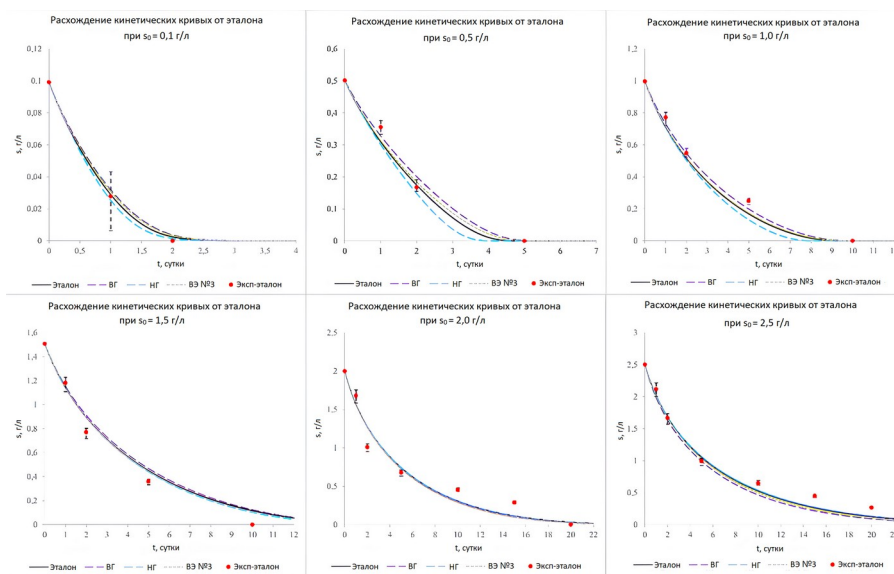 Расхождение кинетических кривых от эталона
при s₀ = 0,1 г/л
0,12
0,1
0,08
0,06
0,04
0,02
0
s, г/л
0 1 2 3 4
t, сутки
Эталон ВГ НГ ВЭ №3 Эксп-эталон
Расхождение кинетических кривых от эталона
при s₀ = 0,5 г/л
0,6
0,5
0,4
0,3
0,2
0,1
0
s, г/л
0 1 2 3 4 5 6 7
t, сутки
Эталон ВГ НГ ВЭ №3 Эксп-эталон
Расхождение кинетических кривых от эталона
при s₀ = 1,0 г/л
1,2
1
0,8
0,6
0,4
0,2
0
s, г/л
0 1 2 3 4 5 6 7 8 9 10 11
t, сутки
Эталон ВГ НГ ВЭ №3 Эксп-эталон
Расхождение кинетических кривых от эталона
при s₀ = 1,5 г/л
1,6
1,4
1,2
1
0,8
0,6
0,4
0,2
0
s, г/л
0 1 2 3 4 5 6 7 8 9 10 11 12
t, сутки
Эталон ВГ НГ ВЭ №3 Эксп-эталон
Расхождение кинетических кривых от эталона
при s₀ = 2,0 г/л
2,5
2
1,5
1
0,5
0
s, г/л
0 2 4 6 8 10 12 14 16 18 20 22
t, сутки
Эталон ВГ НГ ВЭ №3 Эксп-эталон
Расхождение кинетических кривых от эталона
при s₀ = 2,5 г/л
3
2,5
2
1,5
1
0,5
0
s, г/л
0 2 4 6 8 10 12 14 16 18 20 22
t, сутки
Эталон ВГ НГ ВЭ №3 Эксп-эталон